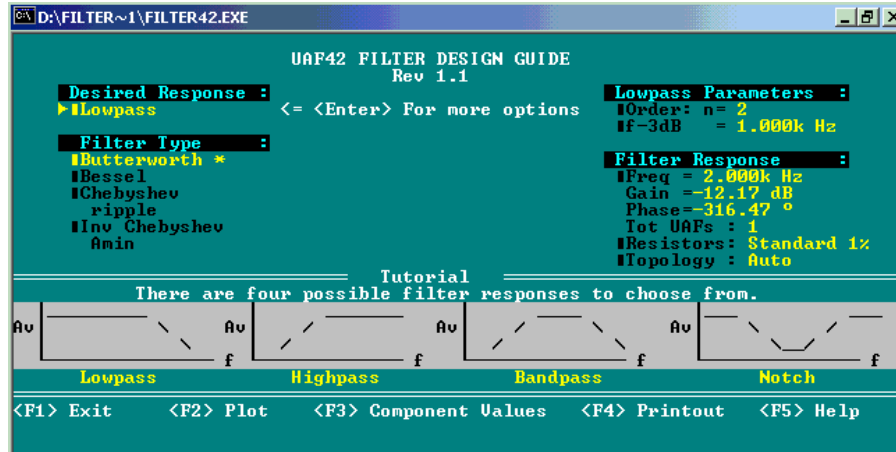 D:\FILTER~1\FILTER42.EXE
UAF42 FILTER DESIGN GUIDE
Rev 1.1
Desired Response :
Lowpass
<= <Enter> For more options
Filter Type :
Butterworth *
Bessel
Chebyshev
ripple
Inv Chebyshev
Amin
Lowpass Parameters :
Order: n= 2
f-3dB = 1.000k Hz
Filter Response :
Freq = 2.000k Hz
Gain =-12.17 dB
Phase=-316.47 º
Tot UAFs : 1
Resistors: Standard 1%
Topology : Auto
Tutorial
There are four possible filter responses to choose from.
Av f Av f Av f Av f
Lowpass Highpass Bandpass Notch
<F1> Exit <F2> Plot <F3> Component Values <F4> Printout <F5> Help